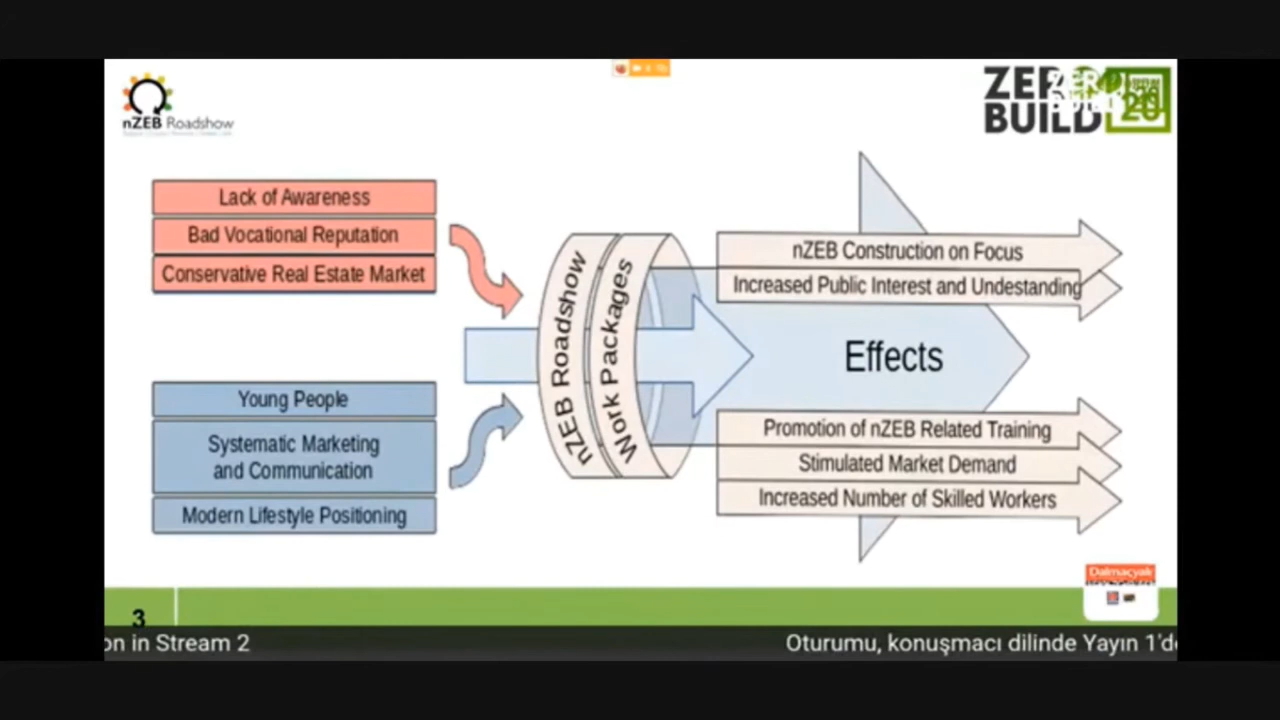 nZEB Roadshow
ZERO
BUILD
20
Lack of Awareness
Bad Vocational Reputation
Conservative Real Estate Market
Young People
Systematic Marketing
and Communication
Modern Lifestyle Positioning
nZEB Roadshow
Work Packages
nZEB Construction on Focus
Increased Public Interest and Undestanding
Effects
Promotion of nZEB Related Training
Stimulated Market Demand
Increased Number of Skilled Workers
Dalmaçyalı
3
on in Stream 2
Oturumu, konuşmacı dilinde Yayın 1'de